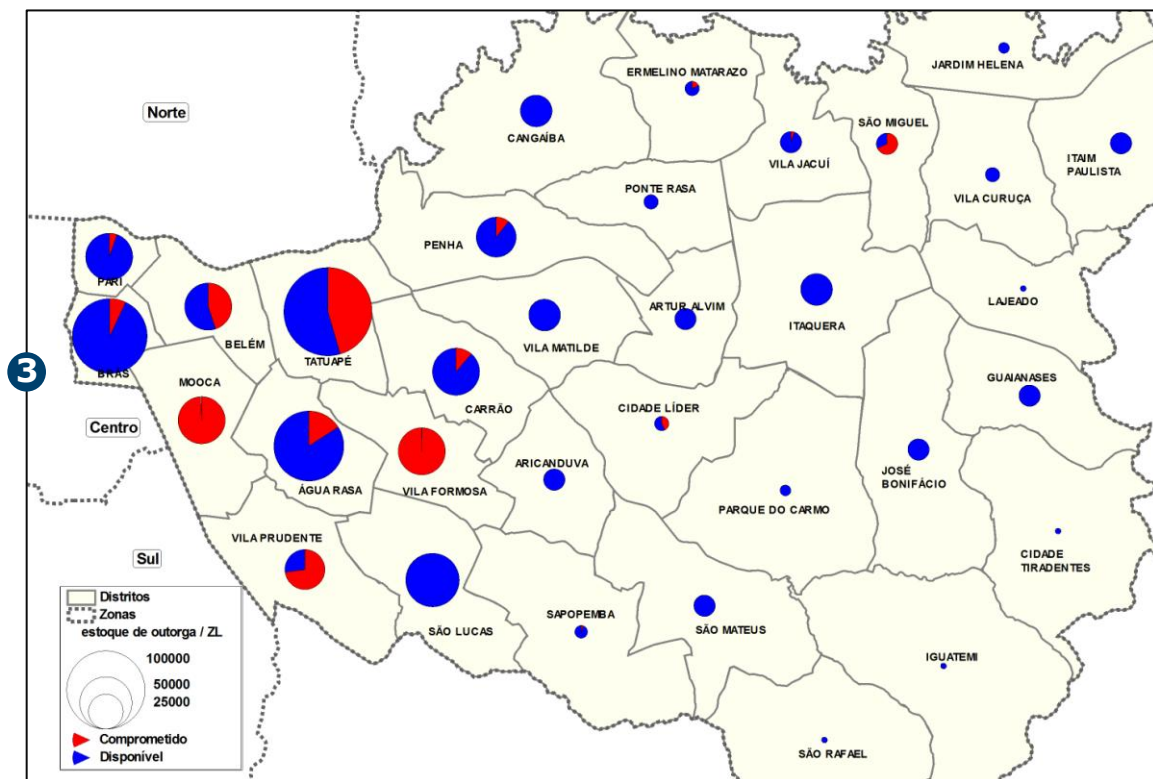 ERMELINO MATARAZO
JARDIM HELENA
Norte
CANGAÍBA
SÃO MIGUEL
VILA JACUÍ
ITAIM
PAULISTA
PONTE RASA
VILA CURUÇA
PENHA
PARI
LAJEADO
ARTUR ALVIM
ITAQUERA
BELÉM
TATUAPÉ
VILA MATILDE
BRÁS
3
MOOCA
CARRÃO
GUAIANASES
CIDADE LÍDER
Centro
ÁGUA RASA
VILA FORMOSA
ARICANDUVA
JOSÉ
BONIFÁCIO
PARQUE DO CARMO
VILA PRUDENTE
CIDADE
TIRADENTES
Sul
SÃO LUCAS
SAPOPEMBA
SÃO MATEUS
IGUATEMI
SÃO RAFAEL
Distritos
Zonas
estoque de outorga / ZL
100000
50000
25000
Comprometido
Disponível